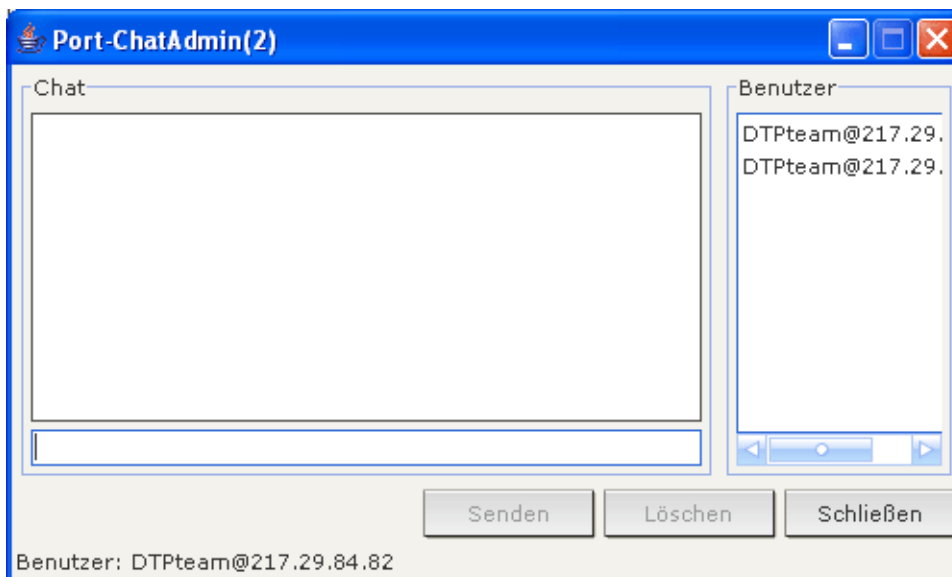 Port-ChatAdmin(2)
Chat
Benutzer
DTPteam@217.29.
DTPteam@217.29.
Senden
Löschen
Schließen
Benutzer: DTPteam@217.29.84.82